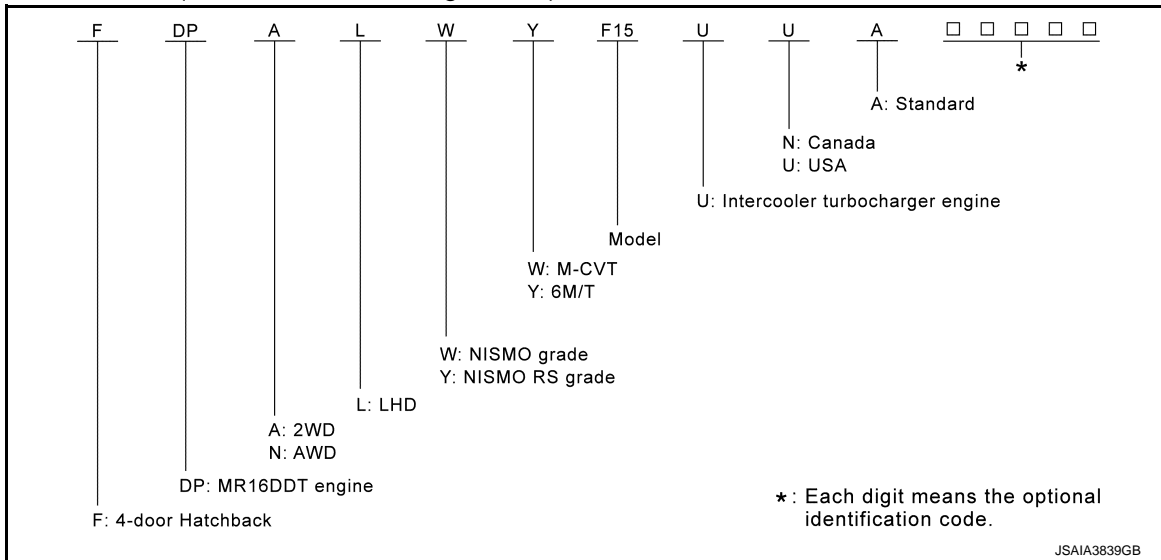 F DP A L W Y F15 U U A □ □ □ □ □
*
A: Standard
N: Canada
U: USA
U: Intercooler turbocharger engine
Model
W: M-CVT
Y: 6M/T
W: NISMO grade
Y: NISMO RS grade
L: LHD
A: 2WD
N: AWD
DP: MR16DDT engine
F: 4-door Hatchback
*: Each digit means the optional
identification code.
JSAIA3839GB